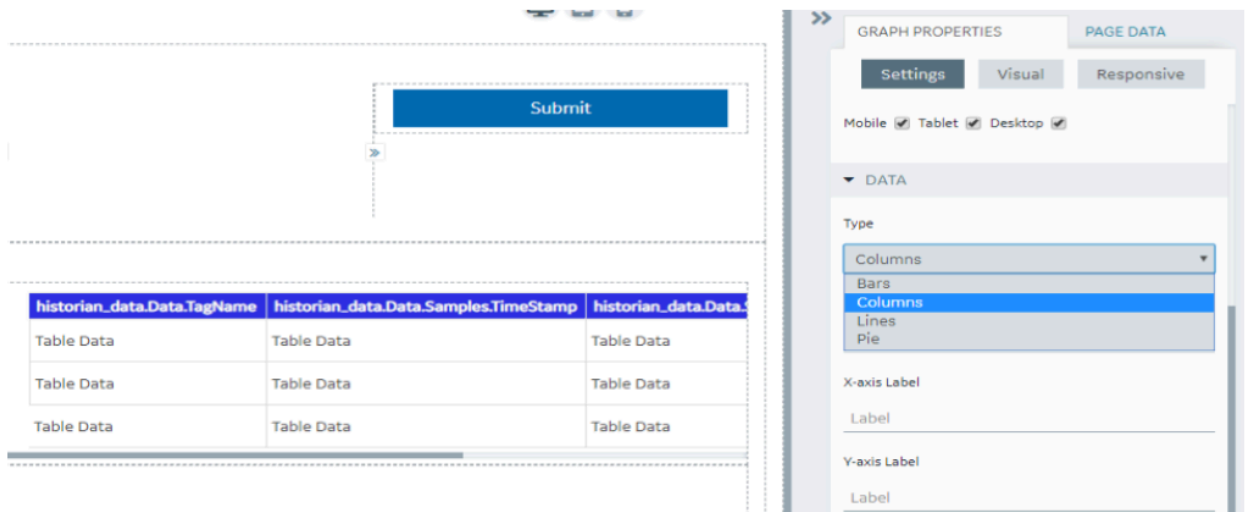 GRAPH PROPERTIES
PAGE DATA
Settings
Visual
Responsive
Submit
Mobile Tablet Desktop
DATA
Type
Columns
Bars
Columns
Lines
Pie
historian_data.Data.TagName historian_data.Data.Samples.TimeStamp historian_data.Data.
Table Data Table Data Table Data
Table Data Table Data Table Data
Table Data Table Data Table Data
X-axis Label
Label
Y-axis Label
Label